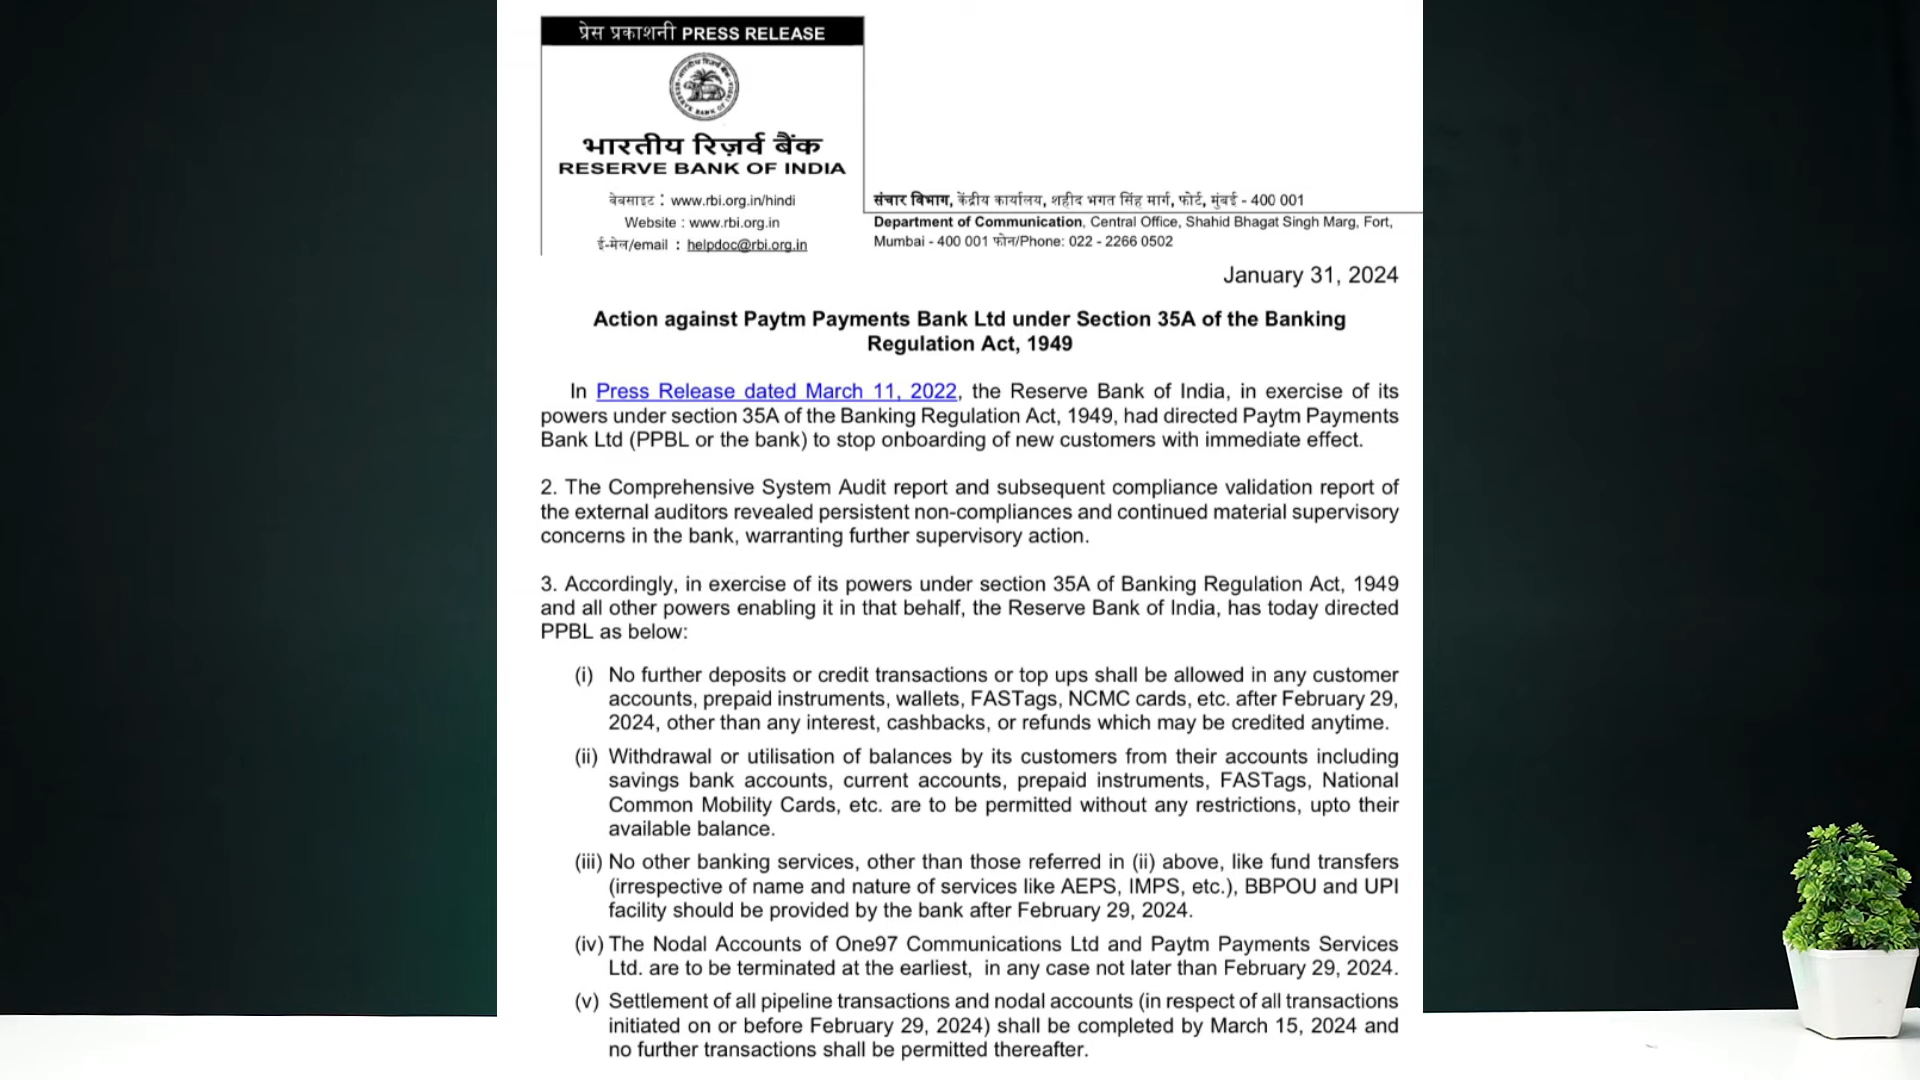 प्रेस प्रकाशनी PRESS RELEASE
भारतीय रिज़र्व बैंक
RESERVE BANK OF INDIA
वेबसाइट : www.rbi.org.in/hindi
Website : www.rbi.org.in
ई-मेल/email : helpdoc@rbi.org.in
संचार विभाग, केंद्रीय कार्यालय, शहीद भगत सिंह मार्ग, फोर्ट, मुंबई - 400 001
Department of Communication, Central Office, Shahid Bhagat Singh Marg, Fort,
Mumbai - 400 001 फोन/Phone: 022 - 2266 0502
January 31, 2024
Action against Paytm Payments Bank Ltd under Section 35A of the Banking
Regulation Act, 1949
In Press Release dated March 11, 2022, the Reserve Bank of India, in exercise of its
powers under section 35A of the Banking Regulation Act, 1949, had directed Paytm Payments
Bank Ltd (PPBL or the bank) to stop onboarding of new customers with immediate effect.
2. The Comprehensive System Audit report and subsequent compliance validation report of
the external auditors revealed persistent non-compliances and continued material supervisory
concerns in the bank, warranting further supervisory action.
3. Accordingly, in exercise of its powers under section 35A of Banking Regulation Act, 1949
and all other powers enabling it in that behalf, the Reserve Bank of India, has today directed
PPBL as below:
(i) No further deposits or credit transactions or top ups shall be allowed in any customer
accounts, prepaid instruments, wallets, FASTags, NCMC cards, etc. after February 29,
2024, other than any interest, cashbacks, or refunds which may be credited anytime.
(ii) Withdrawal or utilisation of balances by its customers from their accounts including
savings bank accounts, current accounts, prepaid instruments, FASTags, National
Common Mobility Cards, etc. are to be permitted without any restrictions, upto their
available balance.
(iii) No other banking services, other than those referred in (ii) above, like fund transfers
(irrespective of name and nature of services like AEPS, IMPS, etc.), BBPOU and UPI
facility should be provided by the bank after February 29, 2024.
(iv) The Nodal Accounts of One97 Communications Ltd and Paytm Payments Services
Ltd. are to be terminated at the earliest, in any case not later than February 29, 2024.
(v) Settlement of all pipeline transactions and nodal accounts (in respect of all transactions
initiated on or before February 29, 2024) shall be completed by March 15, 2024 and
no further transactions shall be permitted thereafter.